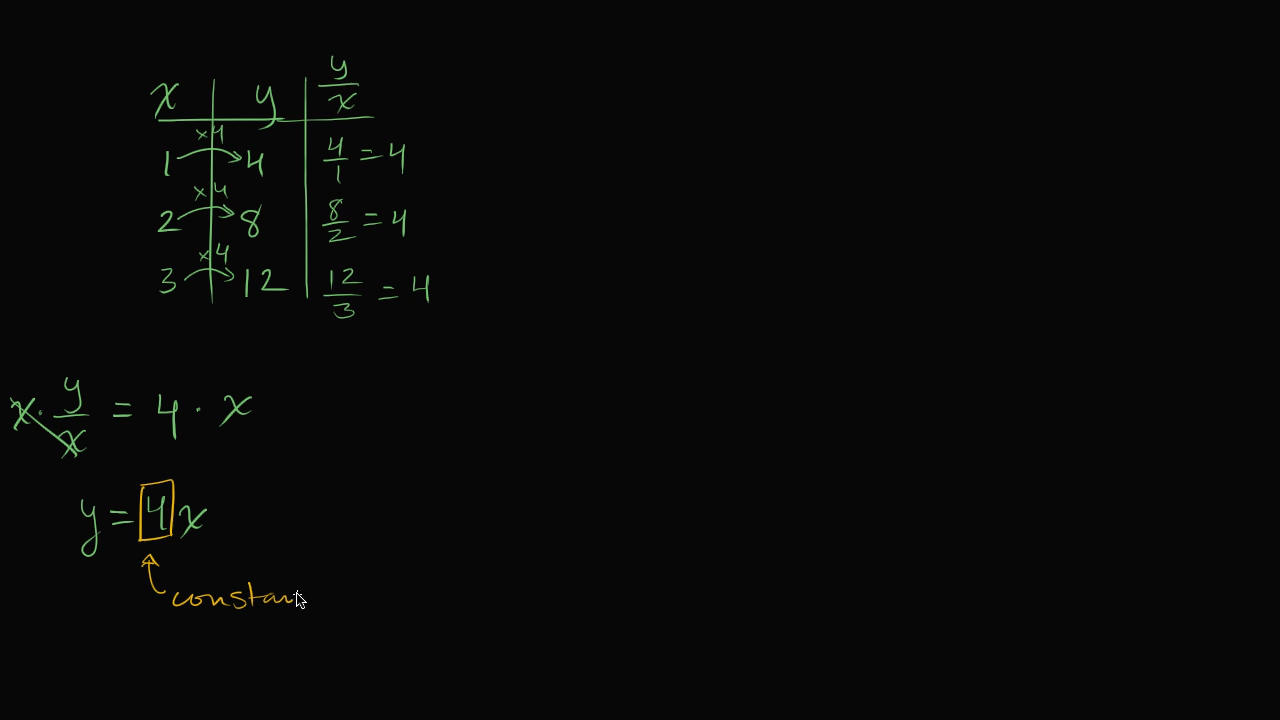 x y y/x
×4
1 4 4/1 = 4
×4
2 8 8/2 = 4
×4
3 12 12/3 = 4
x · y/x = 4 · x
y = 4x
constan